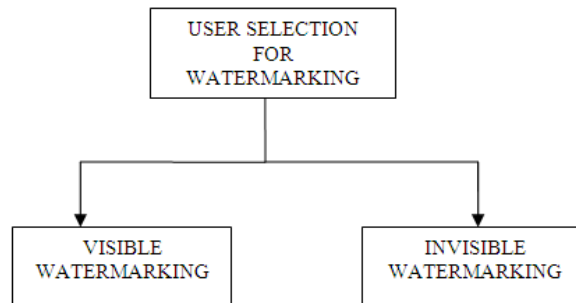 USER SELECTION
FOR
WATERMARKING
VISIBLE
WATERMARKING
INVISIBLE
WATERMARKING